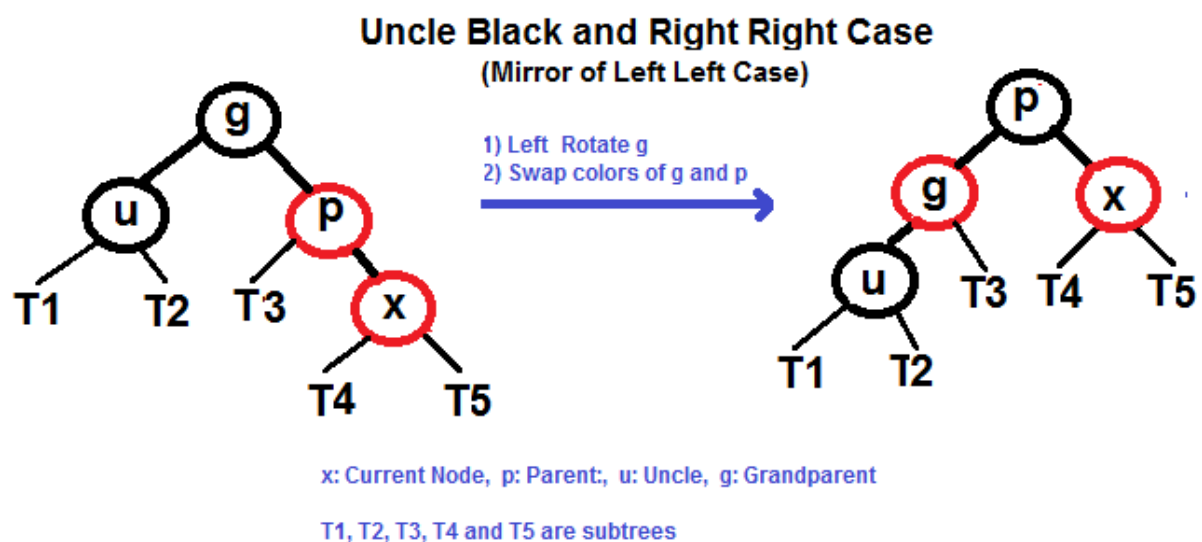 Uncle Black and Right Right Case
(Mirror of Left Left Case)
1) Left Rotate g
2) Swap colors of g and p
g
u
p
x
T1
T2
T3
T4
T5
p
g
x
u
T3
T4
T5
T1
T2
x: Current Node, p: Parent:, u: Uncle, g: Grandparent
T1, T2, T3, T4 and T5 are subtrees